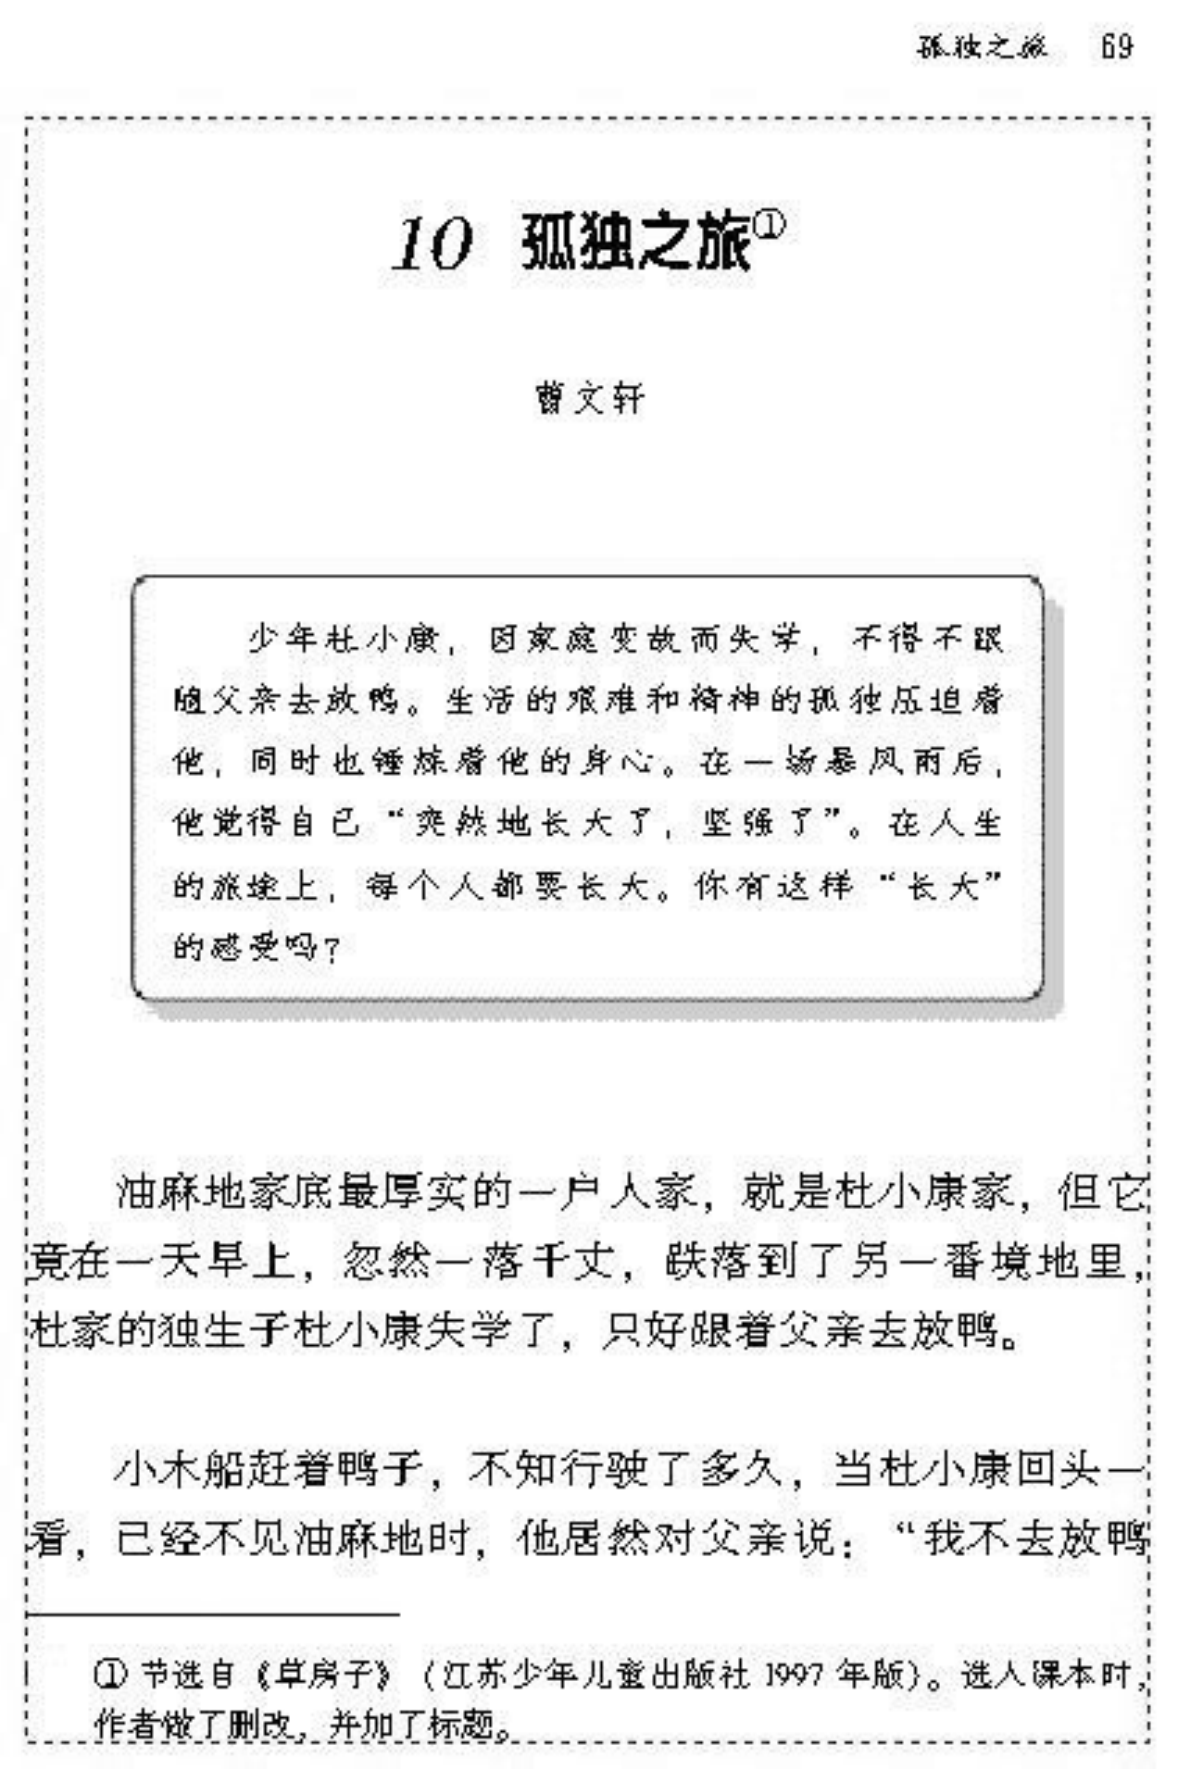 孤独之旅 69
10 孤独之旅①
曹文轩
少年杜小康，因家庭变故而失学，不得不跟
随父亲去放鸭。生活的艰难和精神的孤独压迫着
他，同时也锤炼着他的身心。在一场暴风雨后，
他觉得自己“突然地长大了，坚强了”。在人生
的旅途上，每个人都要长大。你有这样“长大”
的感受吗？
油麻地家底最厚实的一户人家，就是杜小康家，但它
竟在一天早上，忽然一落千丈，跌落到了另一番境地里，
杜家的独生子杜小康失学了，只好跟着父亲去放鸭。
小木船赶着鸭子，不知行驶了多久，当杜小康回头一
看，已经不见油麻地时，他居然对父亲说：“我不去放鸭
①节选自《草房子》（江苏少年儿童出版社1997年版）。选入课本时，
作者做了删改，并加了标题。